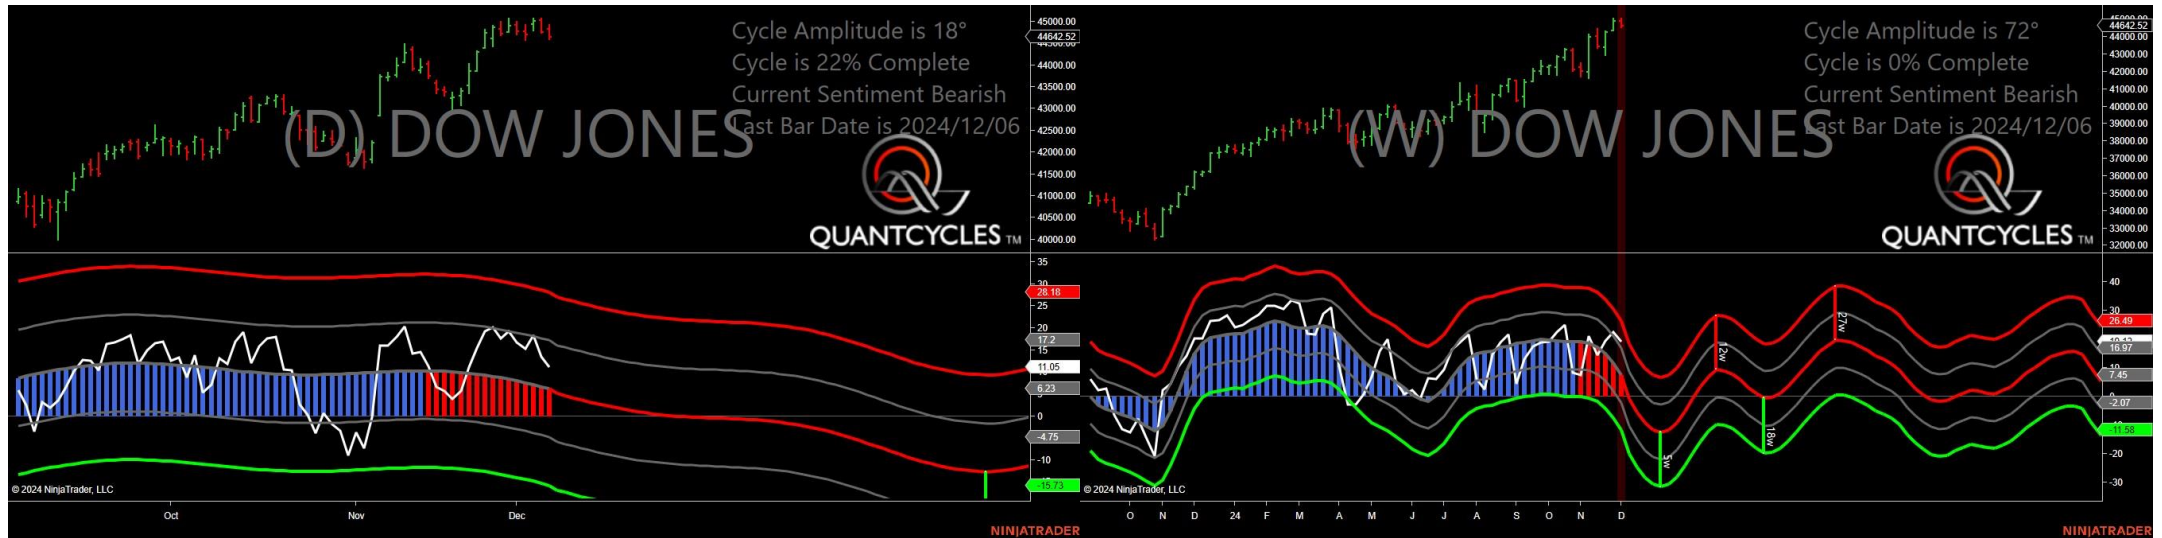 (D) DOW JONES
Cycle Amplitude is 18°
Cycle is 22% Complete
Current Sentiment Bearish
Last Bar Date is 2024/12/06
QUANTCYCLES TM
45000.00
44642.52
44500.00
44000.00
43500.00
43000.00
42500.00
42000.00
41500.00
41000.00
40500.00
40000.00
35
30
28.18
25
20
17.2
15
11.05
6.23
0
-4.75
-10
-15.73
© 2024 NinjaTrader, LLC
Oct
Nov
Dec
NINJATRADER
(W) DOW JONES
Cycle Amplitude is 72°
Cycle is 0% Complete
Current Sentiment Bearish
Last Bar Date is 2024/12/06
QUANTCYCLES TM
45000.00
44642.52
44000.00
43000.00
42000.00
41000.00
40000.00
39000.00
38000.00
37000.00
36000.00
35000.00
34000.00
33000.00
32000.00
40
30
26.49
16.97
10
7.45
-2.07
-11.58
-20
-30
5w
12w
18w
27w
© 2024 NinjaTrader, LLC
O N D 24 F M A M J J A S O N D
NINJATRADER